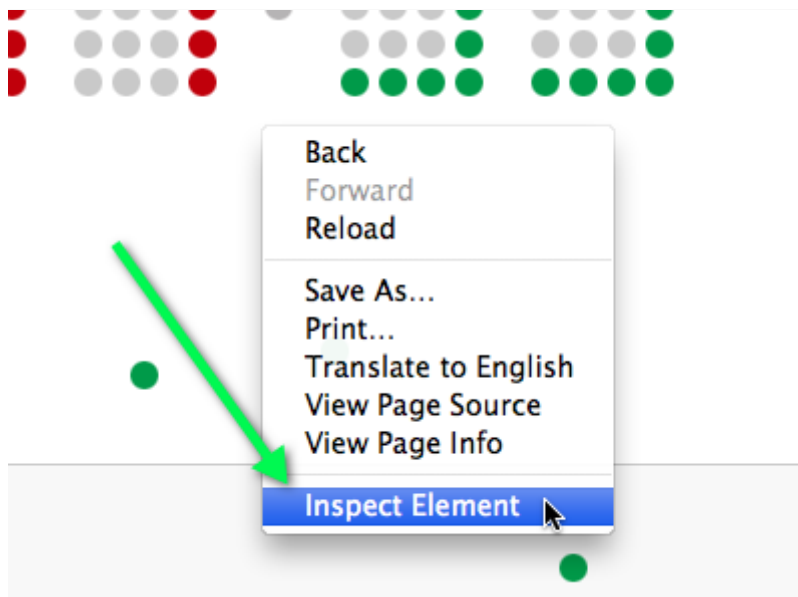 Back
Forward
Reload
Save As...
Print...
Translate to English
View Page Source
View Page Info
Inspect Element